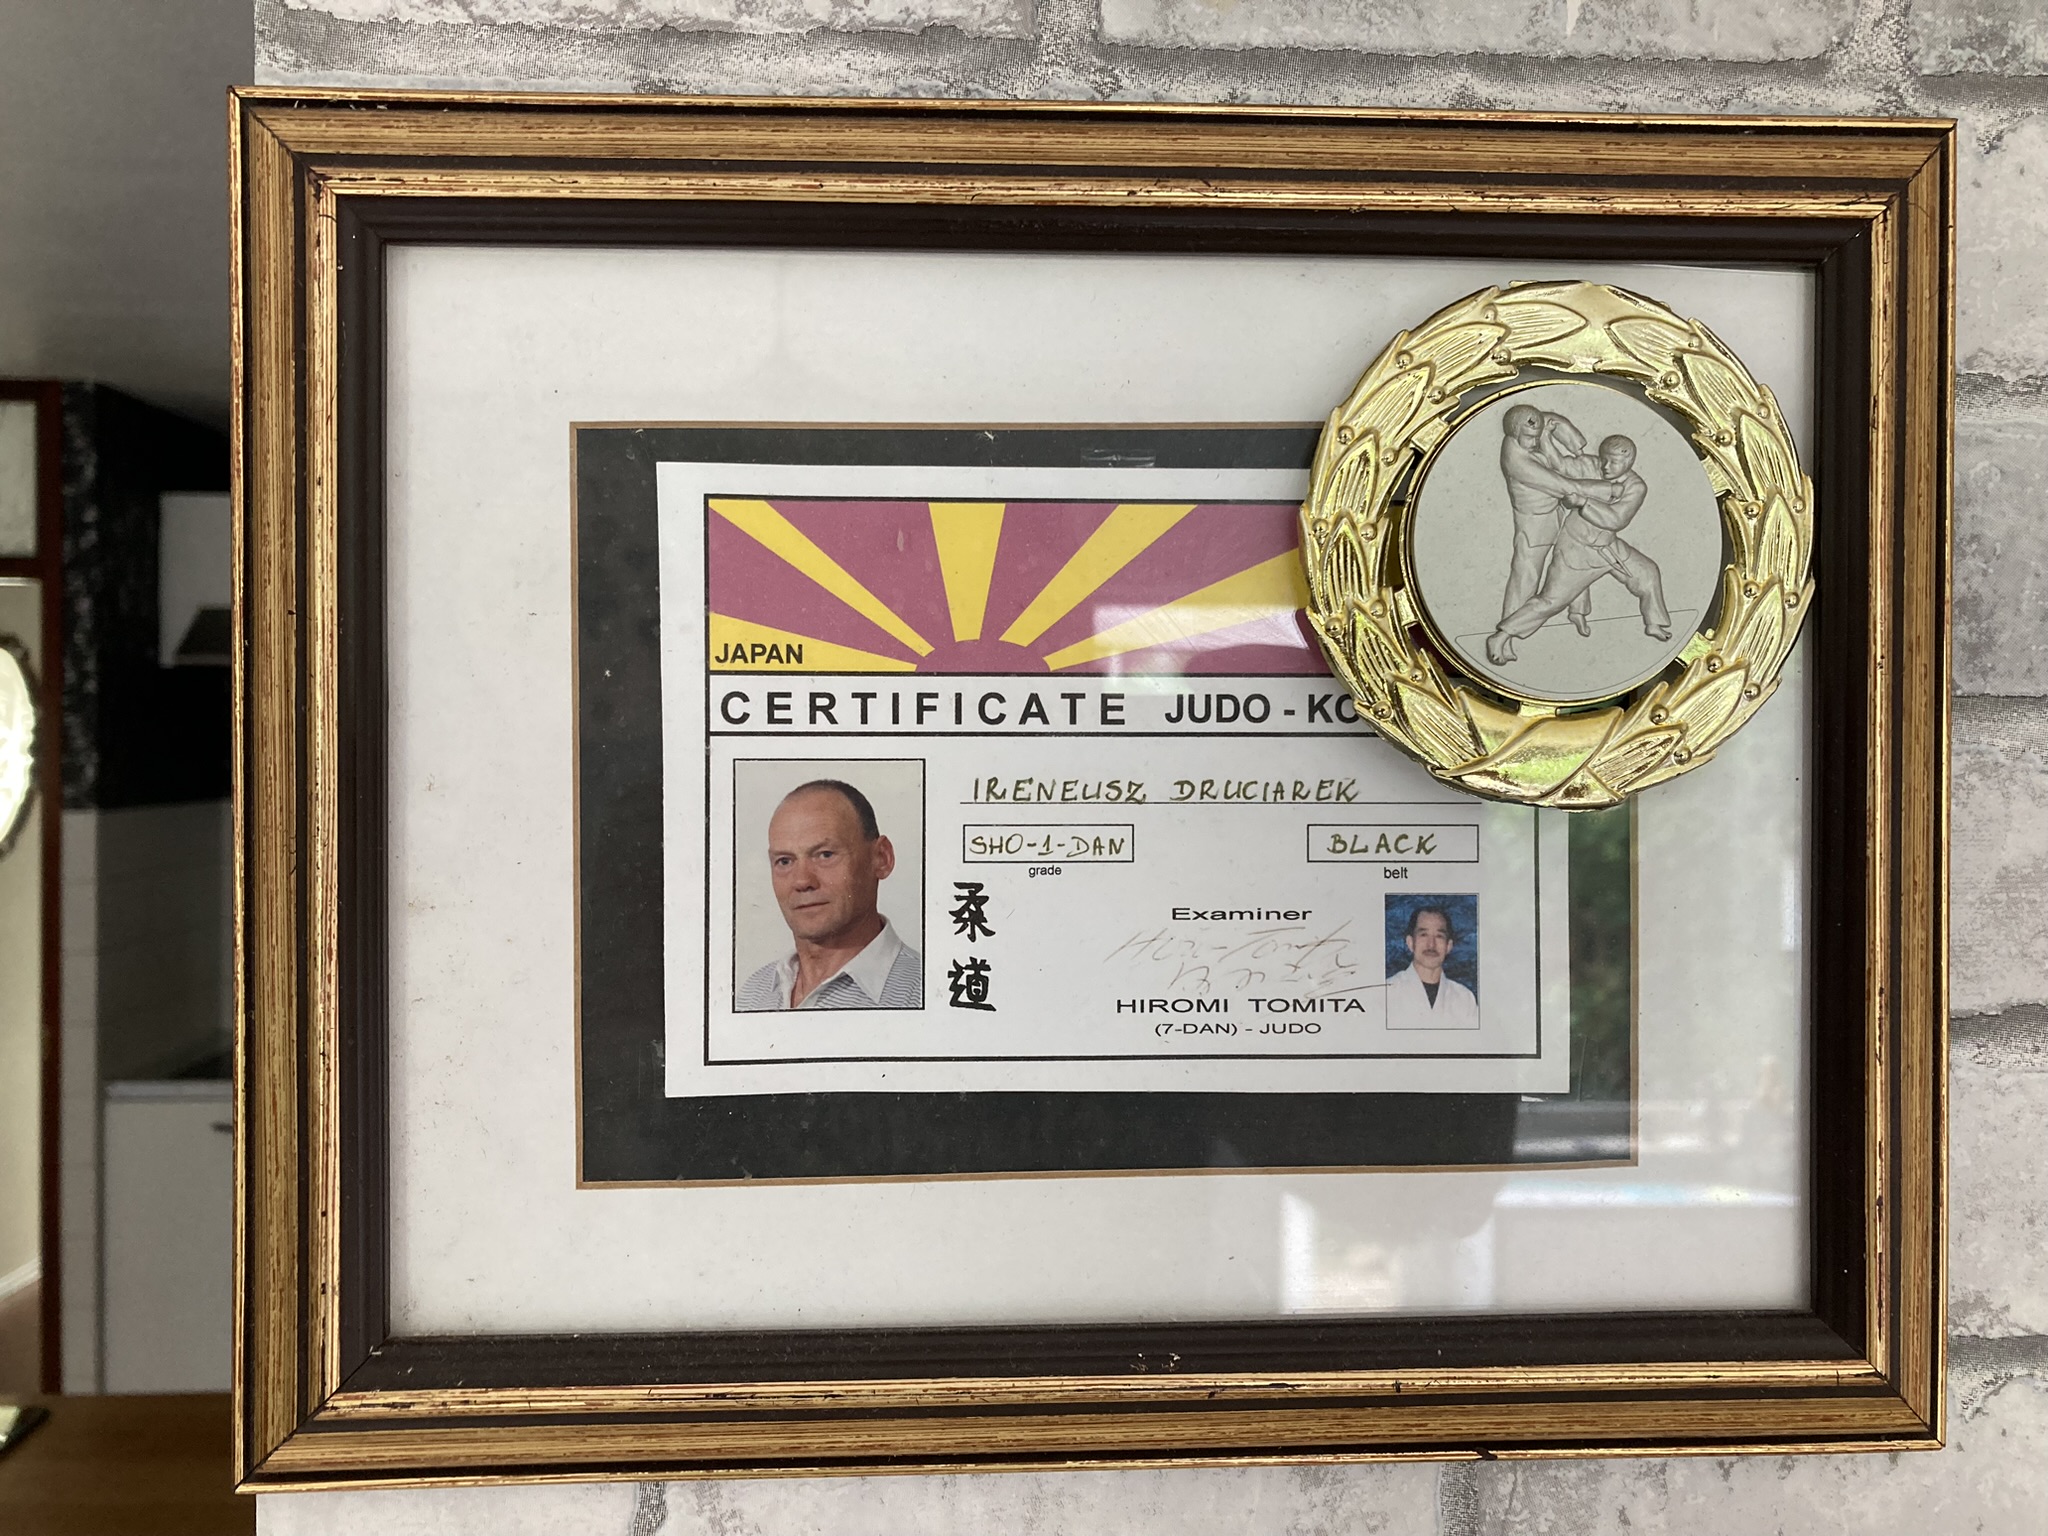 JAPAN
CERTIFICATE JUDO - KO
IRENEUSZ DRUCIAREK
SHO-1-DAN BLACK
grade belt
柔道
Examiner
HIROMI TOMITA
(7-DAN) - JUDO